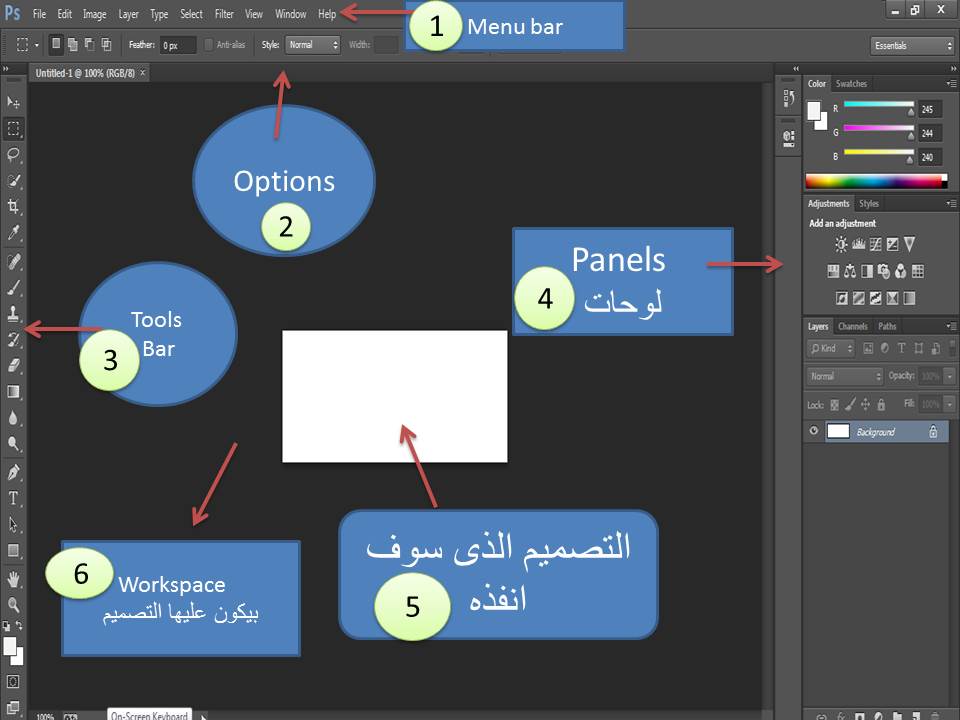 Ps File Edit Image Layer Type Select Filter View Window Help
1 Menu bar
Feather: 0 px Anti-alias Style: Normal Width: Essentials
Untitled-1 @ 100% (RGB/8) x
Color Swatches
R 245
G 244
B 240
Options
2
Adjustments Styles
Add an adjustment
Panels
4 لوحات
Tools
Bar
3
Layers Channels Paths
Kind
Normal Opacity: 100%
Lock: Fill: 100%
Background
التصميم الذى سوف
انفذه
5
6
Workspace
بيكون عليها التصميم
100%
On-Screen Keyboard